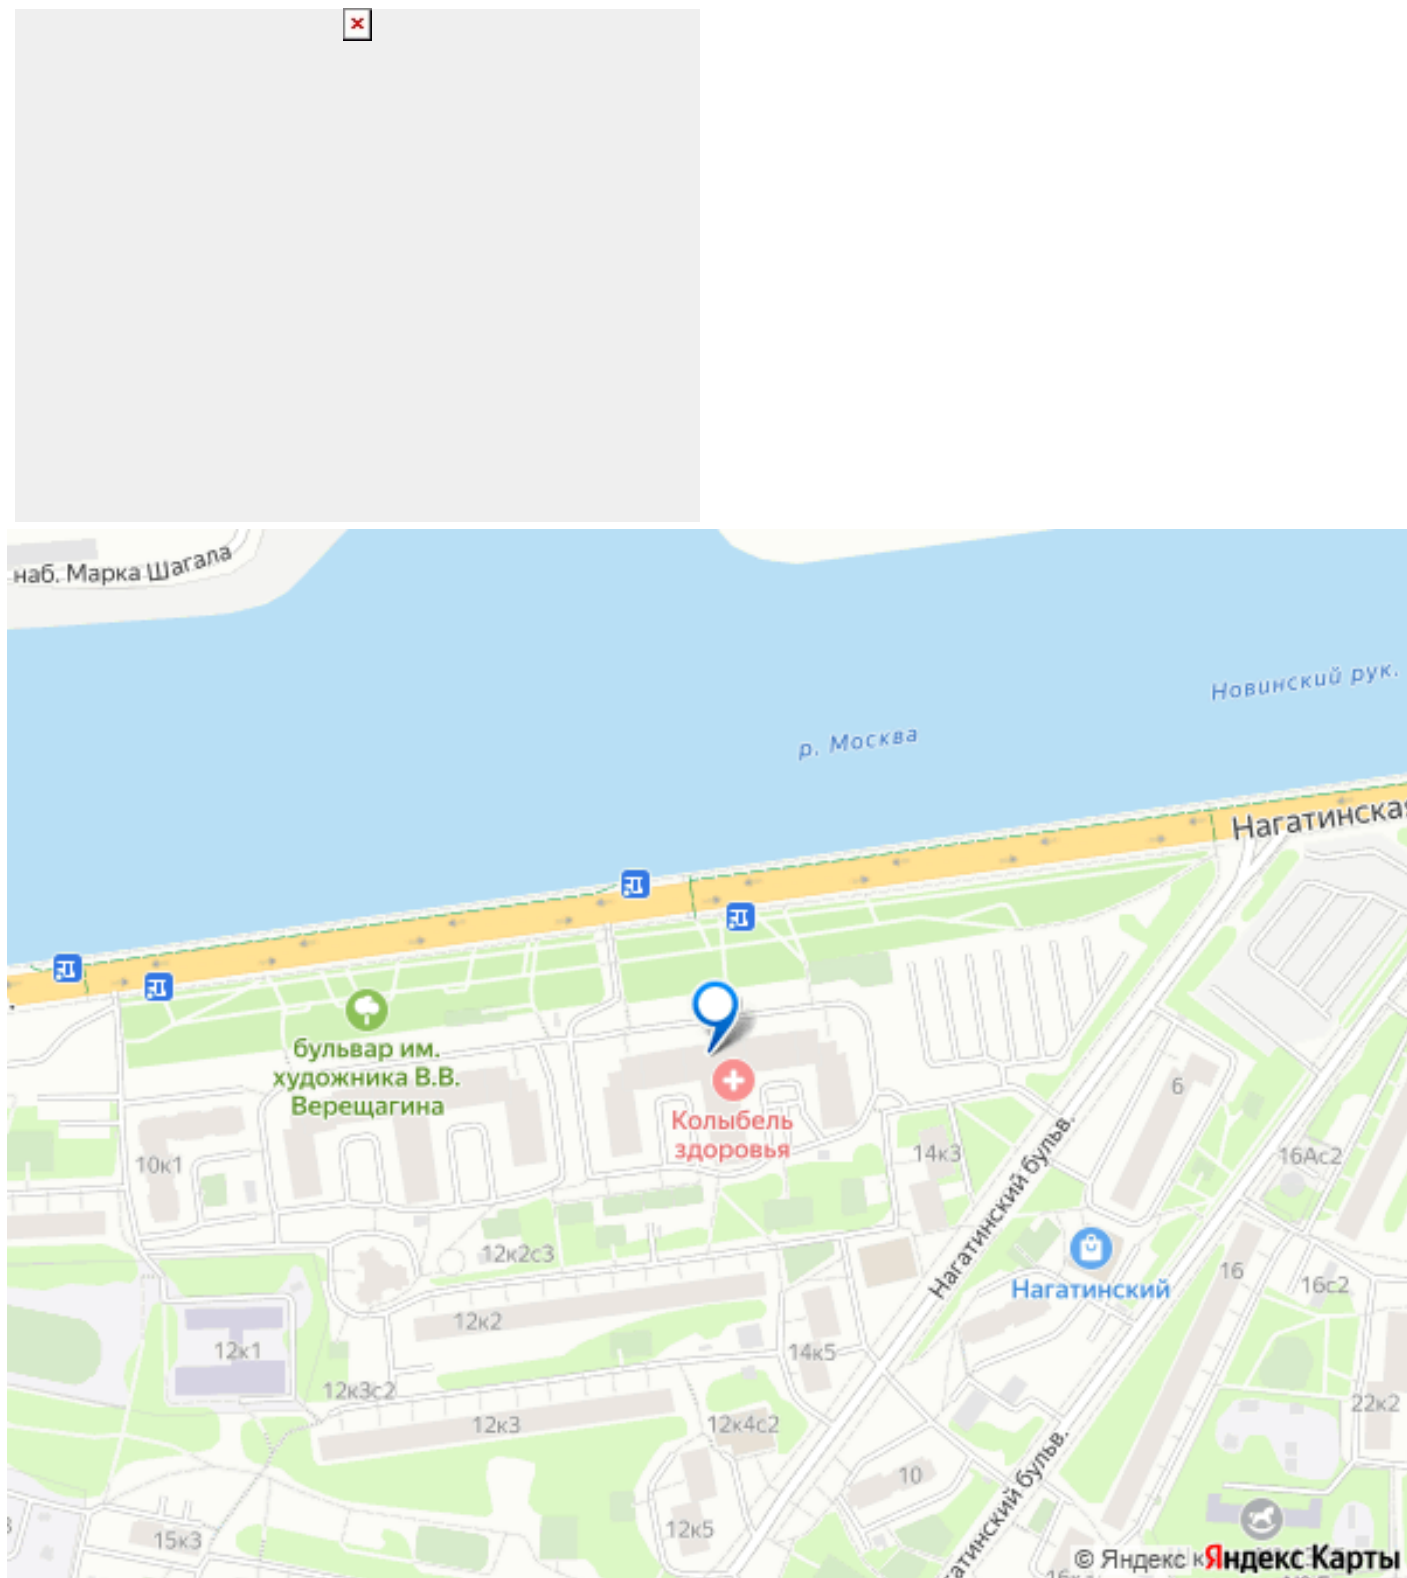 наб. Марка Шагала
Новинский рук.
р. Москва
Нагатинская
бульвар им.
художника В.В.
Верещагина
Колыбель
здоровья
6
10к1
14к3
16Ас2
Нагатинский бульв.
12к2с3
Нагатинский
16
16с2
12к2
12к1
14к5
12к3с2
22к2
12к3
12к4с2
10
12к5
15к3
© Яндекс
Яндекс Карты